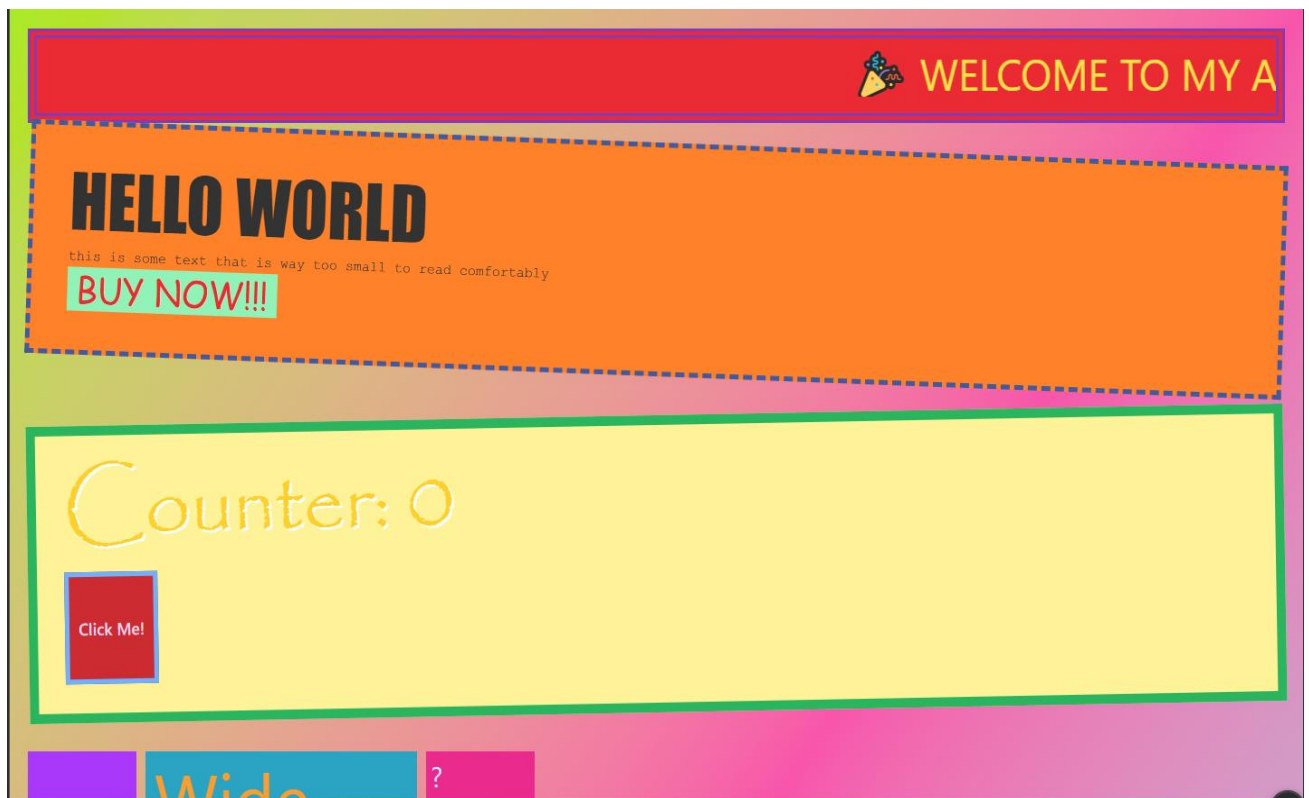 🎉 WELCOME TO MY A
HELLO WORLD
this is some text that is way too small to read comfortably
BUY NOW!!!
Counter: 0
Click Me!
Wide
?